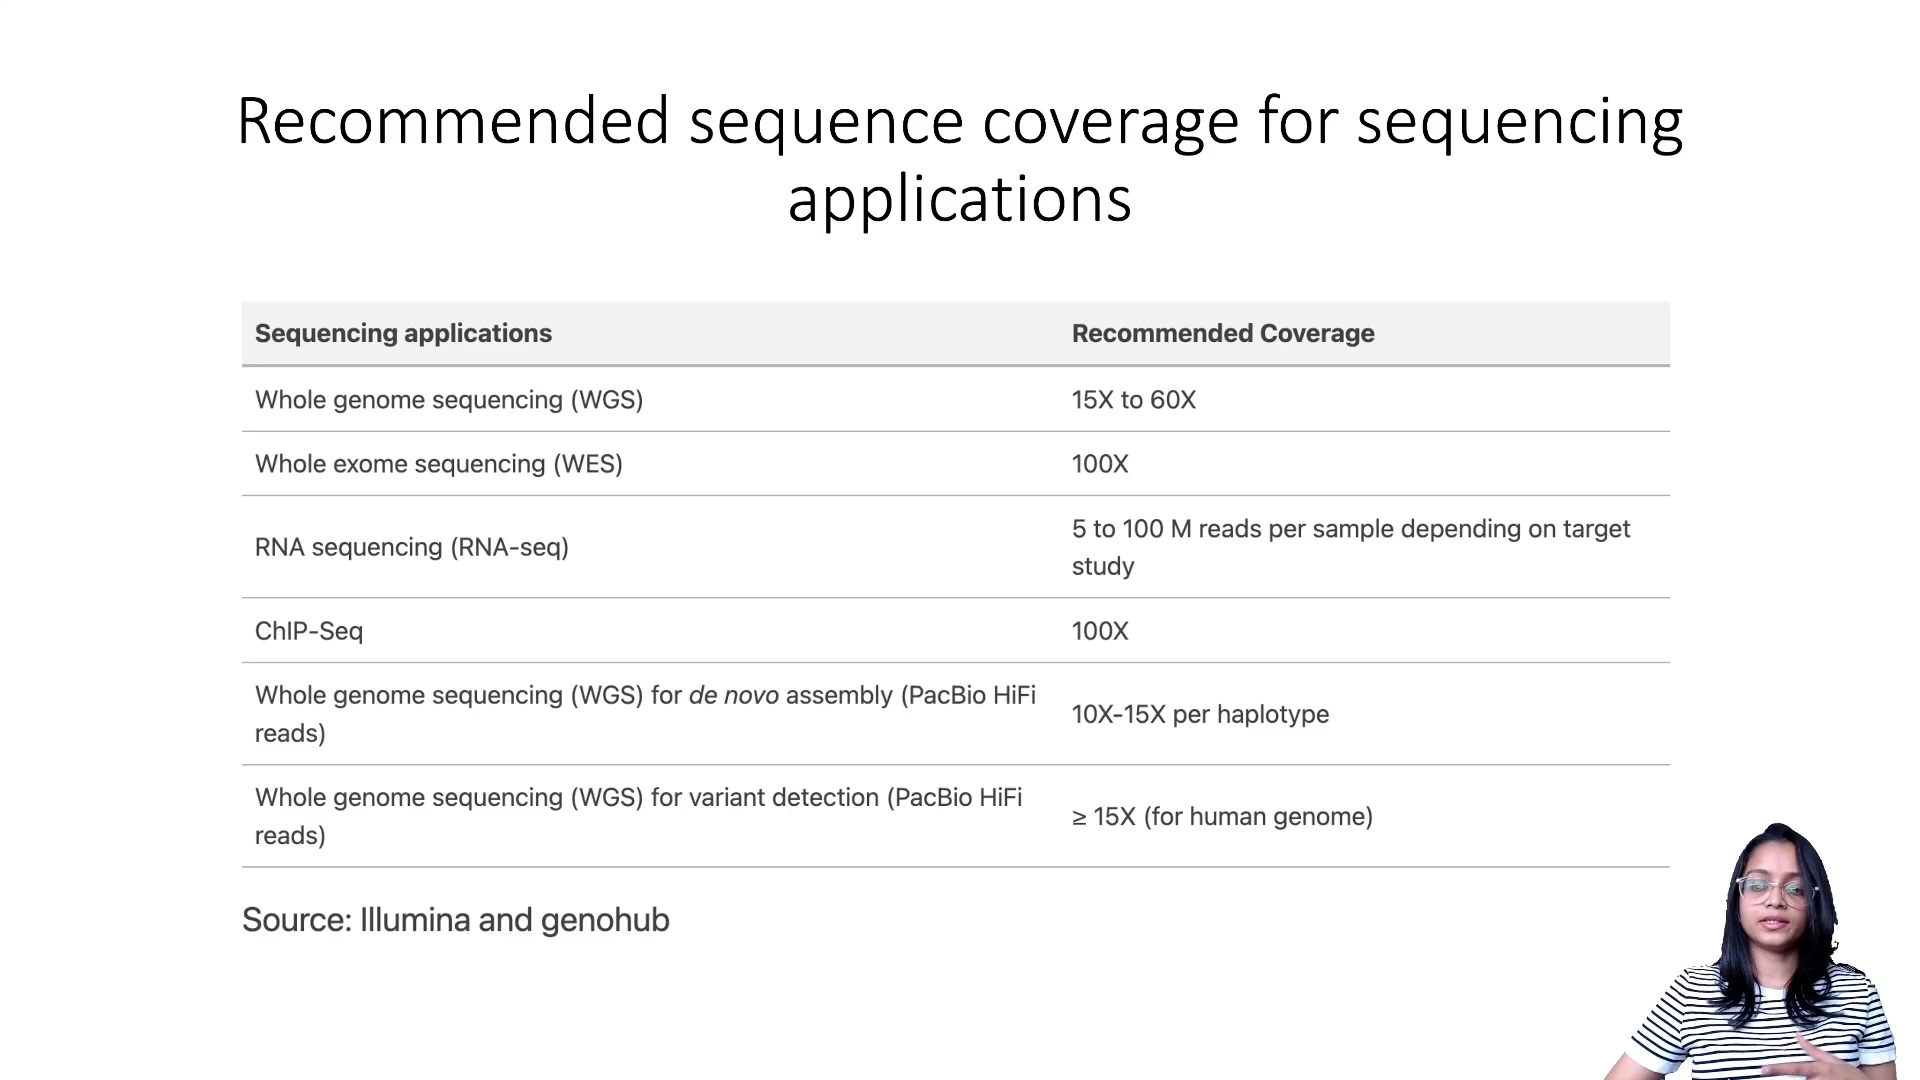 Recommended sequence coverage for sequencing
applications
Sequencing applications
Recommended Coverage
Whole genome sequencing (WGS)
15X to 60X
Whole exome sequencing (WES)
100X
RNA sequencing (RNA-seq)
5 to 100 M reads per sample depending on target
study
ChIP-Seq
100X
Whole genome sequencing (WGS) for de novo assembly (PacBio HiFi
reads)
10X-15X per haplotype
Whole genome sequencing (WGS) for variant detection (PacBio HiFi
reads)
≥ 15X (for human genome)
Source: Illumina and genohub